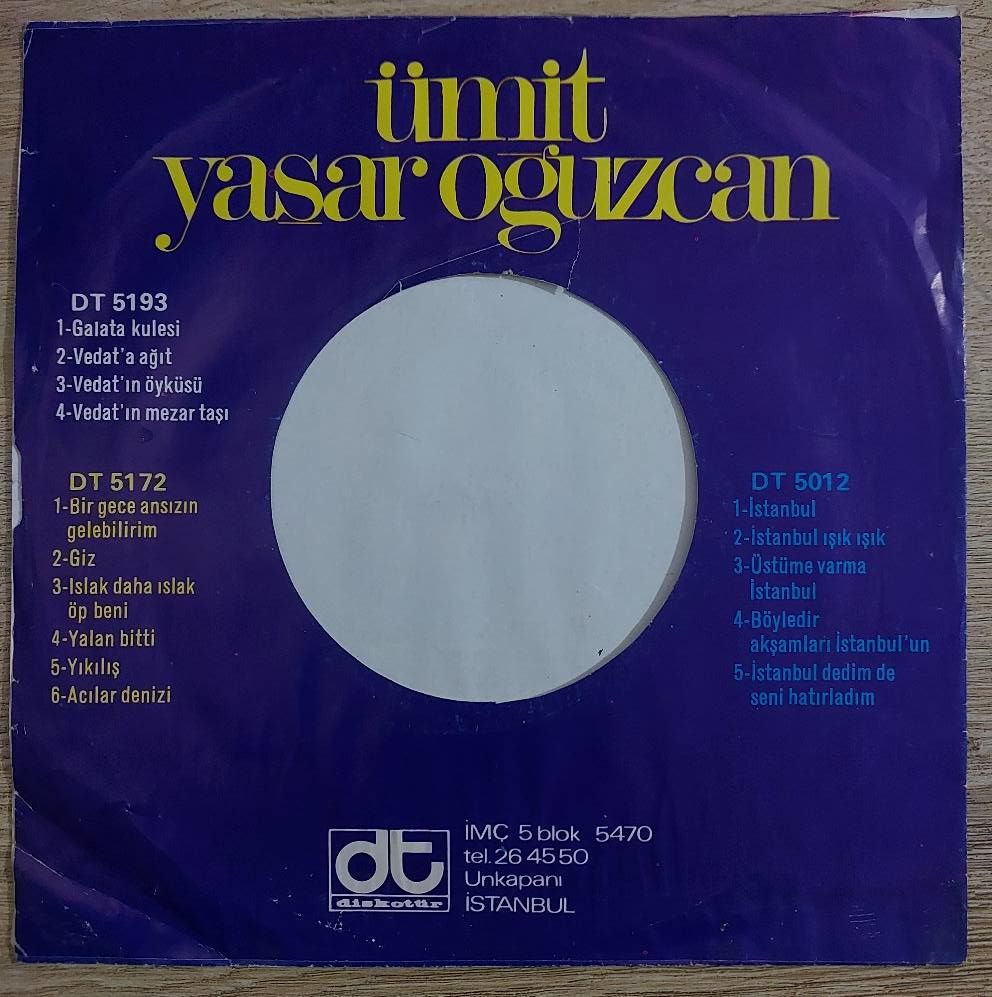 ümit
yaşar oğuzcan
DT 5193
1-Galata kulesi
2-Vedat'a ağıt
3-Vedat'ın öyküsü
4-Vedat'ın mezar taşı
DT 5172
1-Bir gece ansızın
gelebilirim
2-Giz
3-Islak daha ıslak
öp beni
4-Yalan bitti
5-Yıkılış
6-Acılar denizi
DT 5012
1-İstanbul
2-İstanbul ışık ışık
3-Üstüme varma
İstanbul
4-Böyledir
akşamları İstanbul'un
5-İstanbul dedim de
seni hatırladım
dt
diskotür
İMÇ 5 blok 5470
tel. 26 45 50
Unkapanı
İSTANBUL